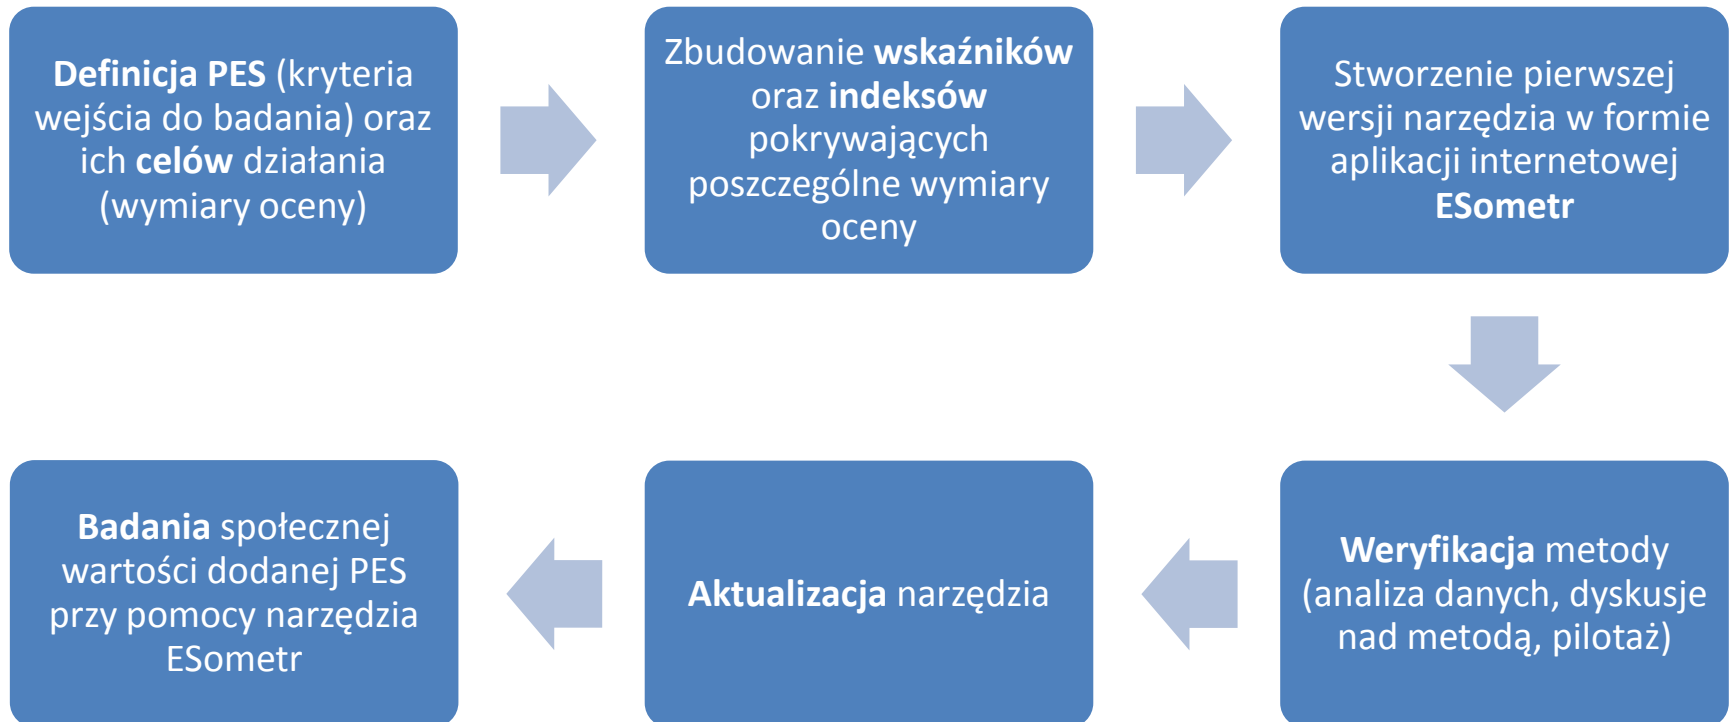 Definicja PES (kryteria
wejścia do badania) oraz
ich celów działania
(wymiary oceny)
Zbudowanie wskaźników
oraz indeksów
pokrywających
poszczególne wymiary
oceny
Stworzenie pierwszej
wersji narzędzia w formie
aplikacji internetowej
ESometr
Weryfikacja metody
(analiza danych, dyskusje
nad metodą, pilotaż)
Aktualizacja narzędzia
Badania społecznej
wartości dodanej PES
przy pomocy narzędzia
ESometr